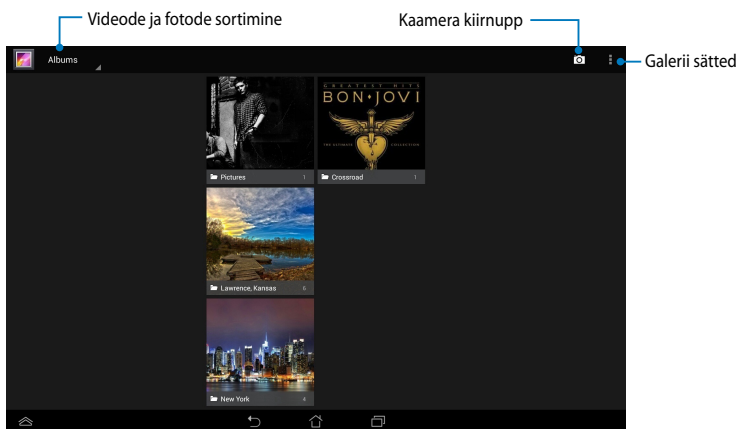 Videode ja fotode sortimine
Kaamera kiirnupp
Galerii sätted
Albums
GREATEST HITS
BON•JOVI
THE ULTIMATE COLLECTION
Pictures 1
Crossroad 1
Lawrence, Kansas 6
New York 4